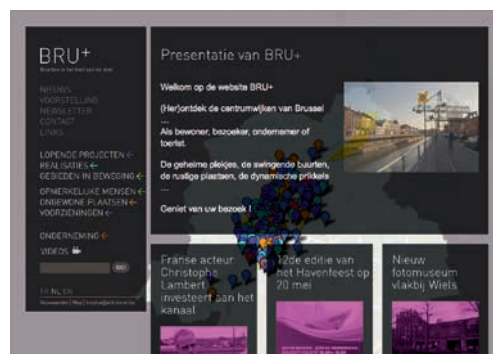 BRU+
NIEUWS
VOORSTELLING
NEWSLETTER
CONTACT
LINKS
LOPENDE PROJECTEN
REALISATIES
GEBIEDEN IN BEWEGING
OPMERKELIJKE MENSEN
ONGEWONE PLAATSEN
VOORZIENINGEN
ONDERNEMING
VIDEOS
FR NL EN
Presentatie van BRU+
Welkom op de website BRU+
(Her)ontdek de centrumwijken van Brussel
....
Als bewoner, bezoeker, ondernemer of
toerist.
De geheime plekjes, de swingende buurten,
de rustige plaatsen, de dynamische prikkels
....
Geniet van uw bezoek !
Franse acteur
Christophe
Lambert
investeert aan het
kanaal
12de editie van
het Havenfeest op
20 mei
Nieuw
fotomuseum
vlakbij Wiels